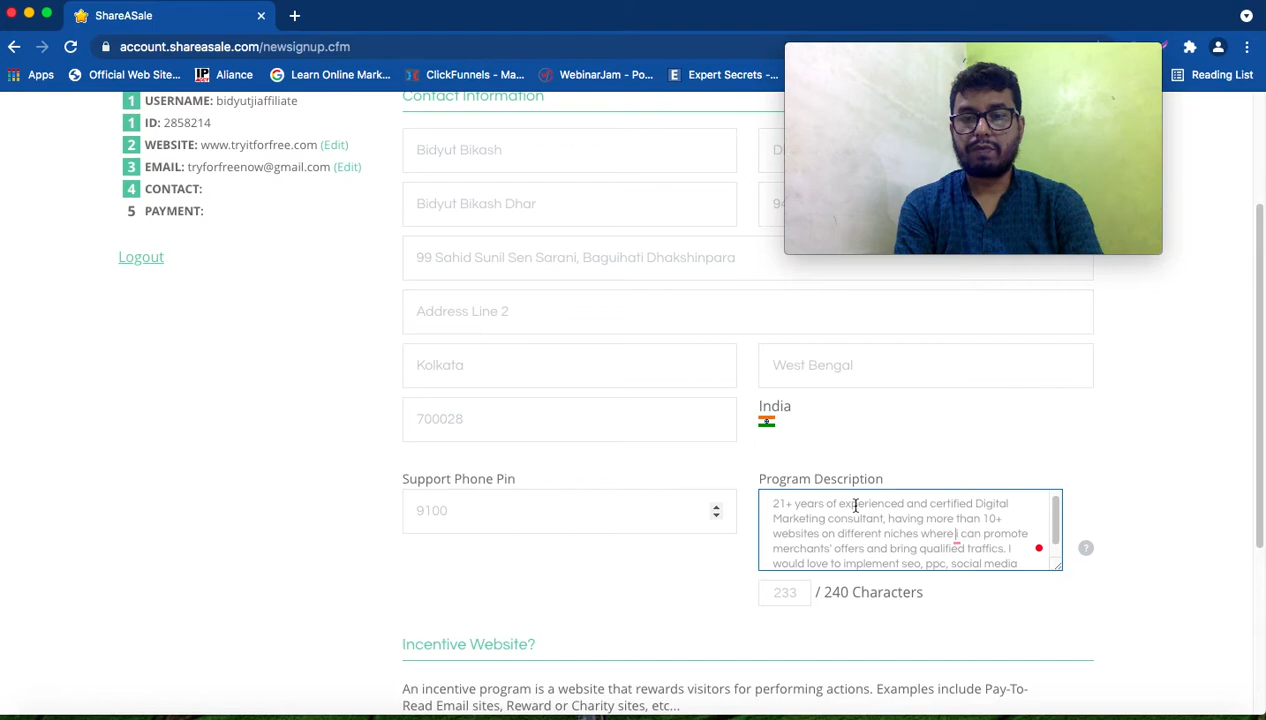 ShareASale
account.shareasale.com/newsignup.cfm
Apps
Official Web Site...
Aliance
Learn Online Mark...
ClickFunnels - Ma...
WebinarJam - Po...
Expert Secrets -...
Reading List
1 USERNAME: bidyutjiaffiliate
1 ID: 2858214
2 WEBSITE: www.tryitforfree.com (Edit)
3 EMAIL: tryforfreenow@gmail.com (Edit)
4 CONTACT:
5 PAYMENT:
Logout
Contact Information
Bidyut Bikash
Bidyut Bikash Dhar
99 Sahid Sunil Sen Sarani, Baguihati Dhakshinpara
Address Line 2
Kolkata
West Bengal
700028
India
Support Phone Pin
9100
Program Description
21+ years of experienced and certified Digital
Marketing consultant, having more than 10+
websites on different niches where i can promote
merchants' offers and bring qualified traffics. I
would love to implement seo, ppc, social media
233 / 240 Characters
Incentive Website?
An incentive program is a website that rewards visitors for performing actions. Examples include Pay-To-
Read Email sites, Reward or Charity sites, etc...